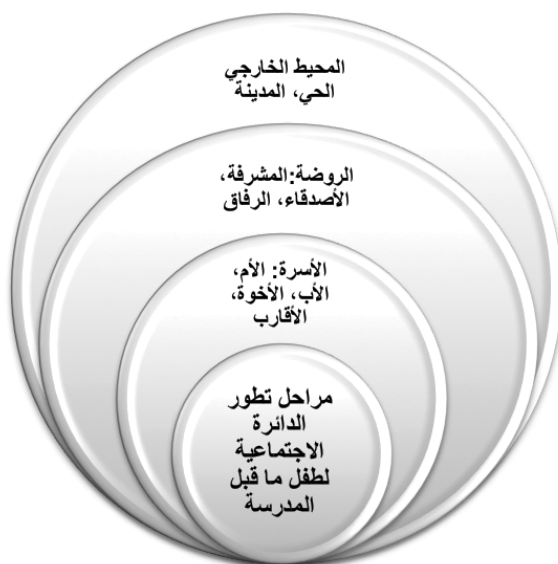 المحيط الخارجي
الحي، المدينة
الروضة:المشرفة،
الأصدقاء، الرفاق
الأسرة: الأم،
الأب، الأخوة،
الأقارب
مراحل تطور
الدائرة
الاجتماعية
لطفل ما قبل
المدرسة